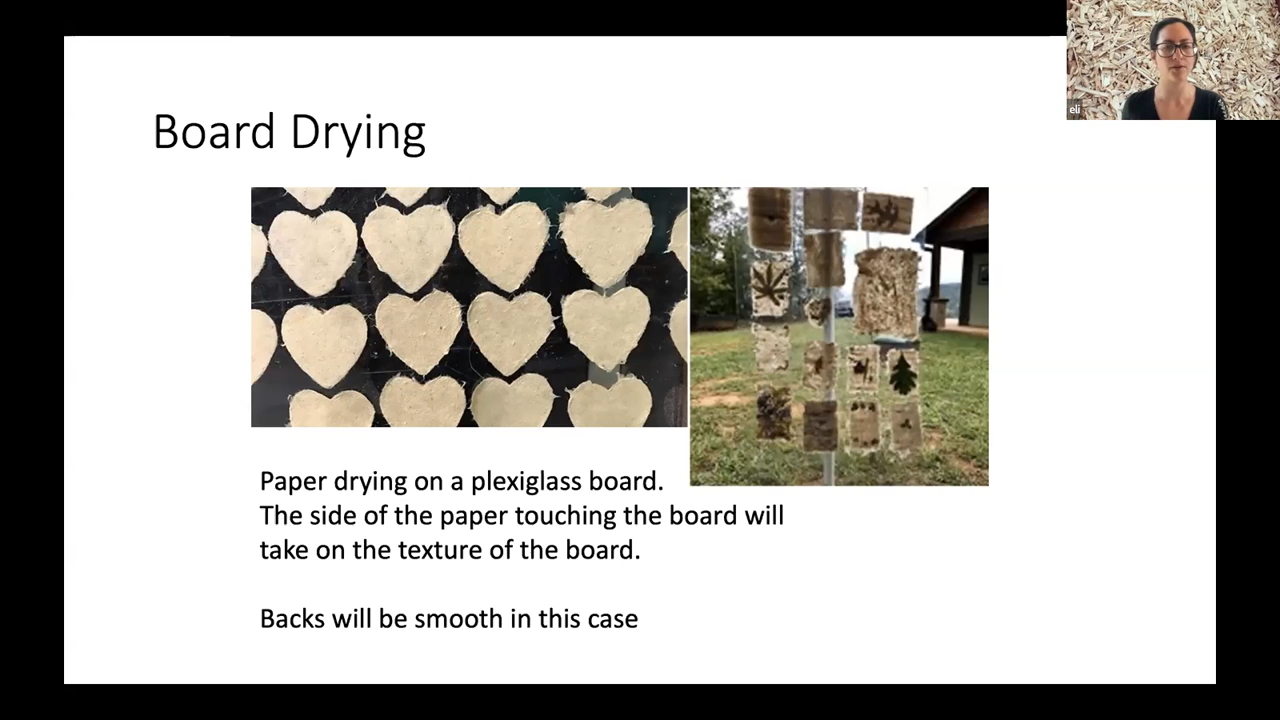 Board Drying
eli
Paper drying on a plexiglass board.
The side of the paper touching the board will
take on the texture of the board.
Backs will be smooth in this case